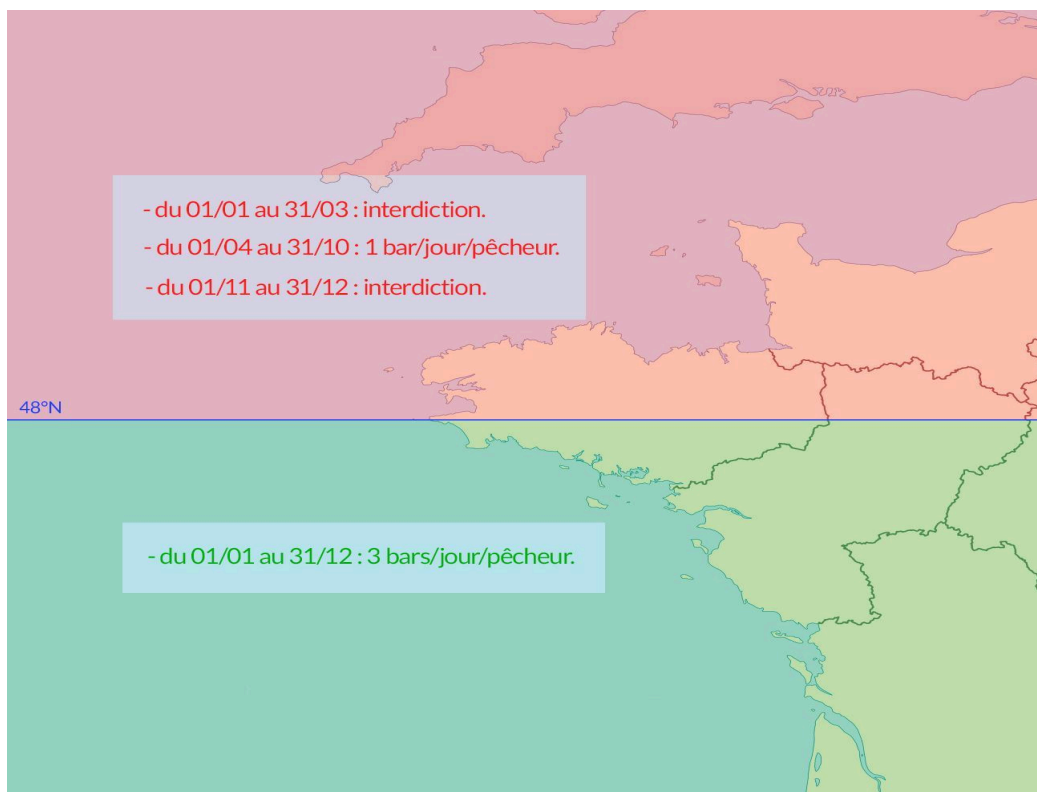 - du 01/01 au 31/03 : interdiction.
- du 01/04 au 31/10 : 1 bar/jour/pêcheur.
- du 01/11 au 31/12 : interdiction.
48°N
- du 01/01 au 31/12 : 3 bars/jour/pêcheur.